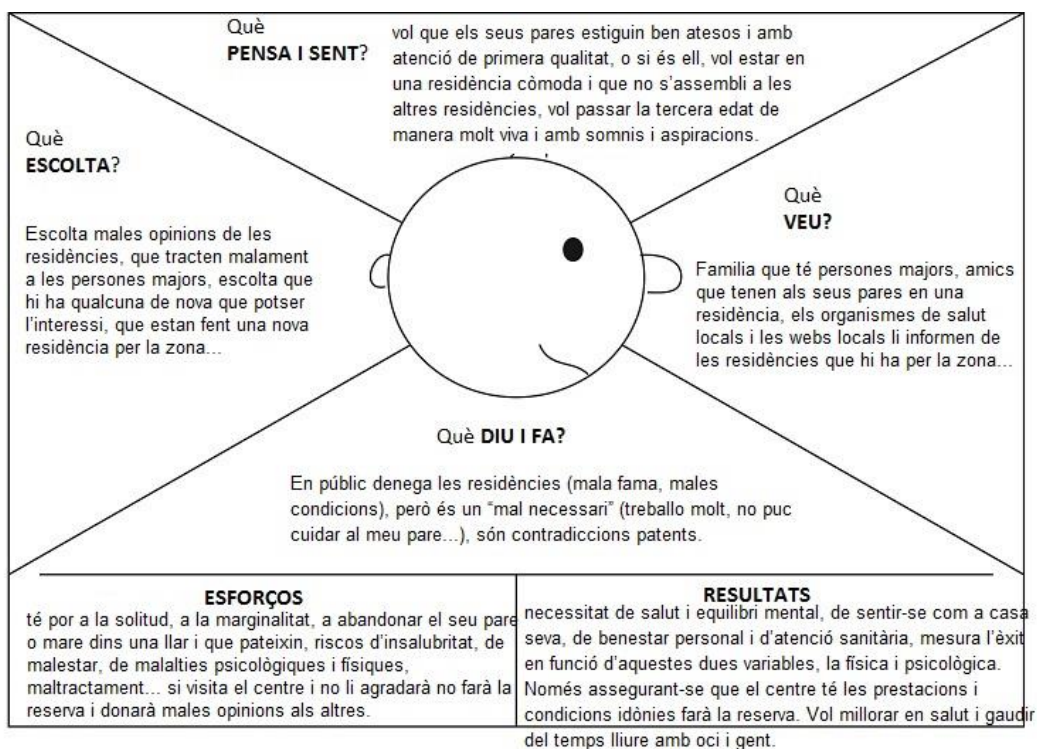 Què
PENSA I SENT?
vol que els seus pares estiguin ben atesos i amb
atenció de primera qualitat, o si és ell, vol estar en
una residència còmoda i que no s'assembli a les
altres residències, vol passar la tercera edat de
manera molt viva i amb somnis i aspiracions.
Què
ESCOLTA?
Escolta males opinions de les
residències, que tracten malament
a les persones majors, escolta que
hi ha qualcuna de nova que potser
l'interessi, que estan fent una nova
residència per la zona...
Què
VEU?
Familia que té persones majors, amics
que tenen als seus pares en una
residència, els organismes de salut
locals i les webs locals li informen de
les residències que hi ha per la zona...
Què DIU I FA?
En públic denega les residències (mala fama, males
condicions), però és un “mal necessari” (treballo molt, no puc
cuidar al meu pare...), són contradiccions patents.
ESFORÇOS
té por a la solitud, a la marginalitat, a abandonar el seu pare
o mare dins una llar i que pateixin, riscos d'insalubritat, de
malestar, de malalties psicològiques i físiques,
maltractament... si visita el centre i no li agradarà no farà la
reserva i donarà males opinions als altres.
RESULTATS
necessitat de salut i equilibri mental, de sentir-se com a casa
seva, de benestar personal i d'atenció sanitària, mesura l'èxit
en funció d'aquestes dues variables, la física i psicològica.
Només assegurant-se que el centre té les prestacions i
condicions idònies farà la reserva. Vol millorar en salut i gaudir
del temps lliure amb oci i gent.